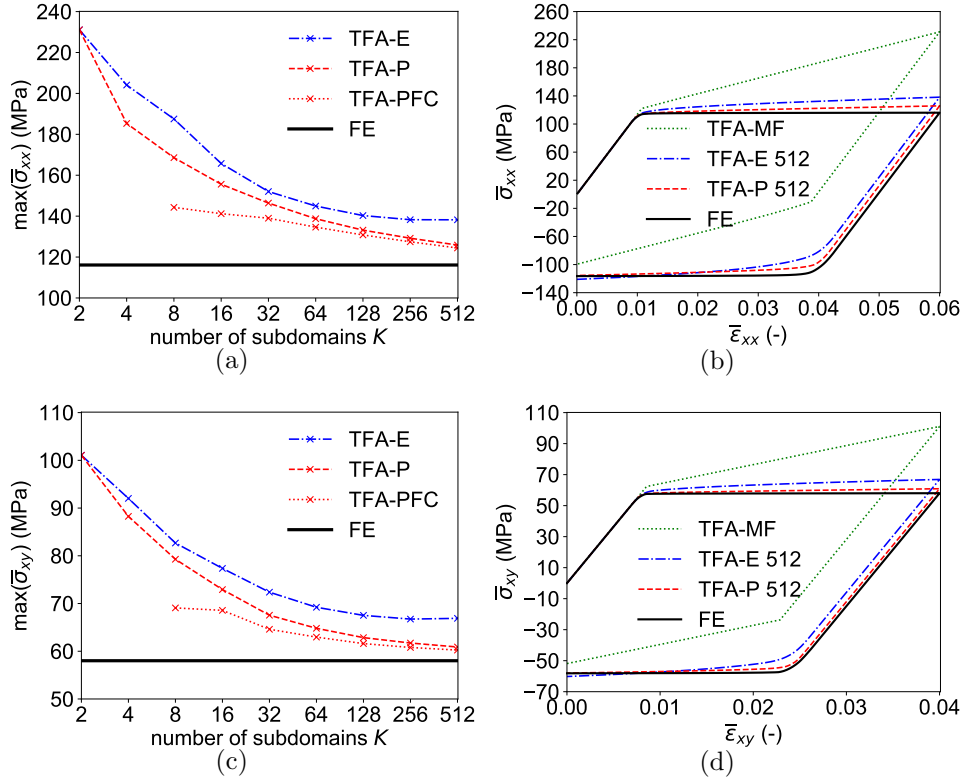 260
240
220
200
180
160
140
120
100
2 4 8 16 32 64 128 256 512
max(σ̅xx) (MPa)
number of subdomains K
TFA-E
TFA-P
TFA-PFC
FE
(a)
260
220
180
140
100
60
20
−20
−60
−100
−140
0.00 0.01 0.02 0.03 0.04 0.05 0.06
σ̅xx (MPa)
ε̅xx (-)
TFA-MF
TFA-E 512
TFA-P 512
FE
(b)
110
100
90
80
70
60
50
2 4 8 16 32 64 128 256 512
max(σ̅xy) (MPa)
number of subdomains K
TFA-E
TFA-P
TFA-PFC
FE
(c)
110
90
70
50
30
10
−10
−30
−50
−70
0.00 0.01 0.02 0.03 0.04
σ̅xy (MPa)
ε̅xy (-)
TFA-MF
TFA-E 512
TFA-P 512
FE
(d)